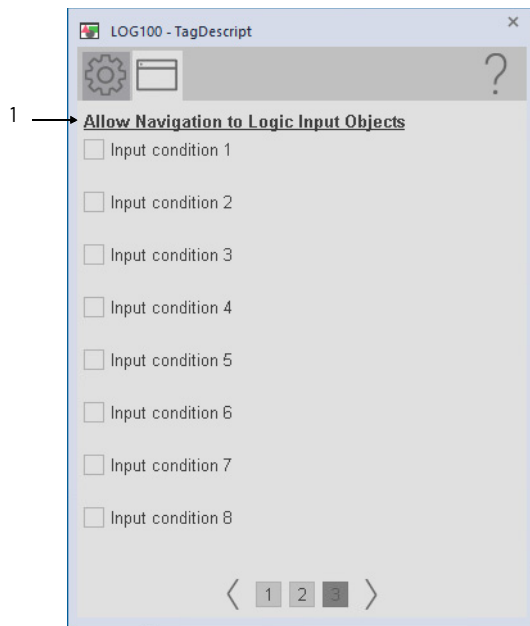 LOG100 - TagDescript
×
?
1
Allow Navigation to Logic Input Objects
Input condition 1
Input condition 2
Input condition 3
Input condition 4
Input condition 5
Input condition 6
Input condition 7
Input condition 8
1 2 3